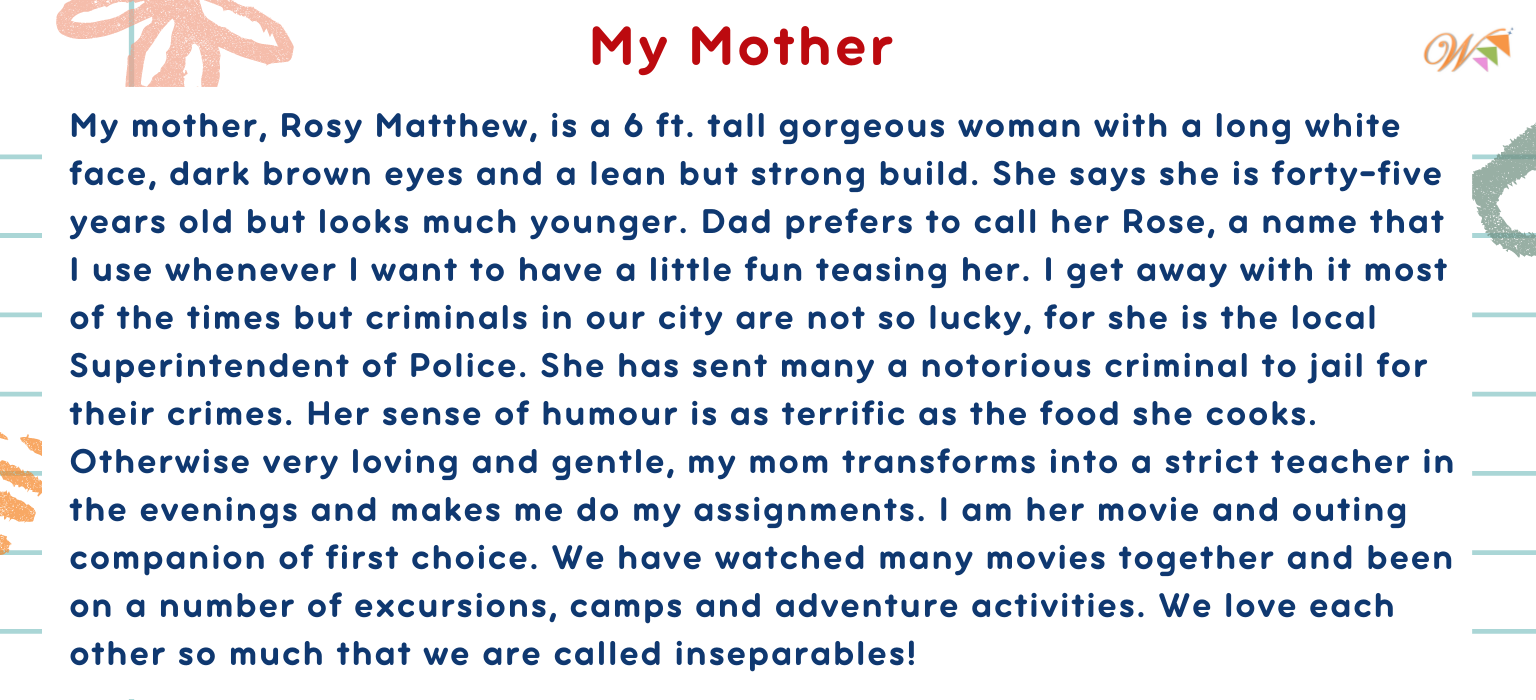 My Mother
W
My mother, Rosy Matthew, is a 6 ft. tall gorgeous woman with a long white
face, dark brown eyes and a lean but strong build. She says she is forty-five
years old but looks much younger. Dad prefers to call her Rose, a name that
I use whenever I want to have a little fun teasing her. I get away with it most
of the times but criminals in our city are not so lucky, for she is the local
Superintendent of Police. She has sent many a notorious criminal to jail for
their crimes. Her sense of humour is as terrific as the food she cooks.
Otherwise very loving and gentle, my mom transforms into a strict teacher in
the evenings and makes me do my assignments. I am her movie and outing
companion of first choice. We have watched many movies together and been
on a number of excursions, camps and adventure activities. We love each
other so much that we are called inseparables!